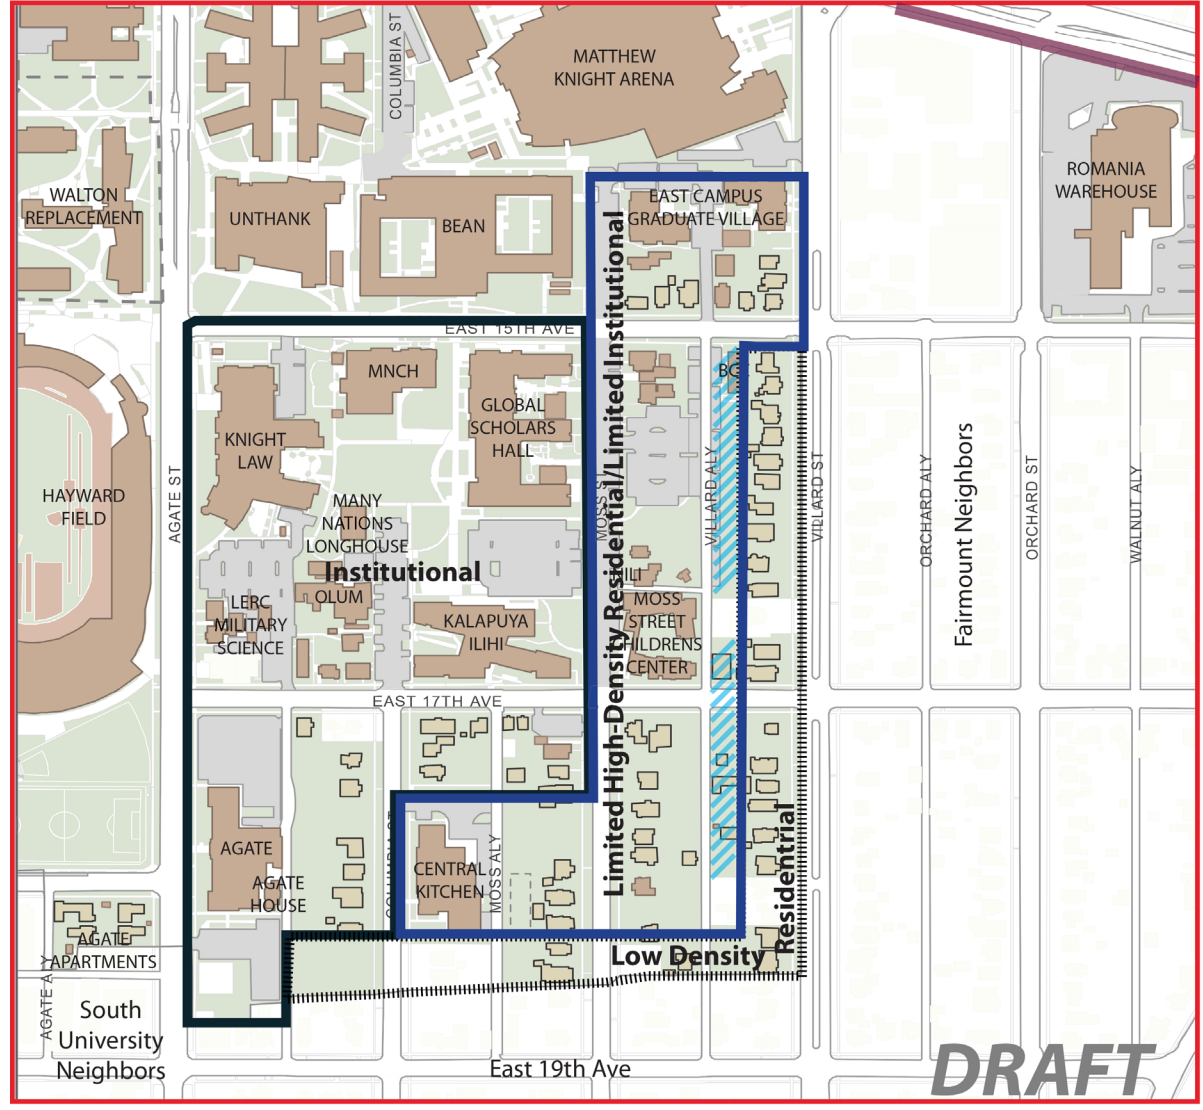 COLUMBIA ST
MATTHEW
KNIGHT ARENA
ROMANIA
WAREHOUSE
WALTON
REPLACEMENT
UNTHANK
BEAN
EAST CAMPUS
GRADUATE VILLAGE
EAST 15TH AVE
MNCH
BC
GLOBAL
SCHOLARS
HALL
KNIGHT
LAW
HAYWARD
FIELD
AGATE ST
MANY
NATIONS
LONGHOUSE
Institutional
OLUM
LERC
MILITARY
SCIENCE
KALAPUYA
ILIHI
MOSS ST
Limited High-Density Residential/Limited Institutional
MOSS
STREET
CHILDRENS
CENTER
VILLARD ALY
VILLARD ST
ORCHARD ALY
Fairmount Neighbors
ORCHARD ST
WALNUT ALY
EAST 17TH AVE
AGATE
AGATE
HOUSE
COLUMBIA ST
CENTRAL
KITCHEN
MOSS ALY
Low Density
Residentrial
AGATE
APARTMENTS
AGATE ALY
South
University
Neighbors
East 19th Ave
DRAFT